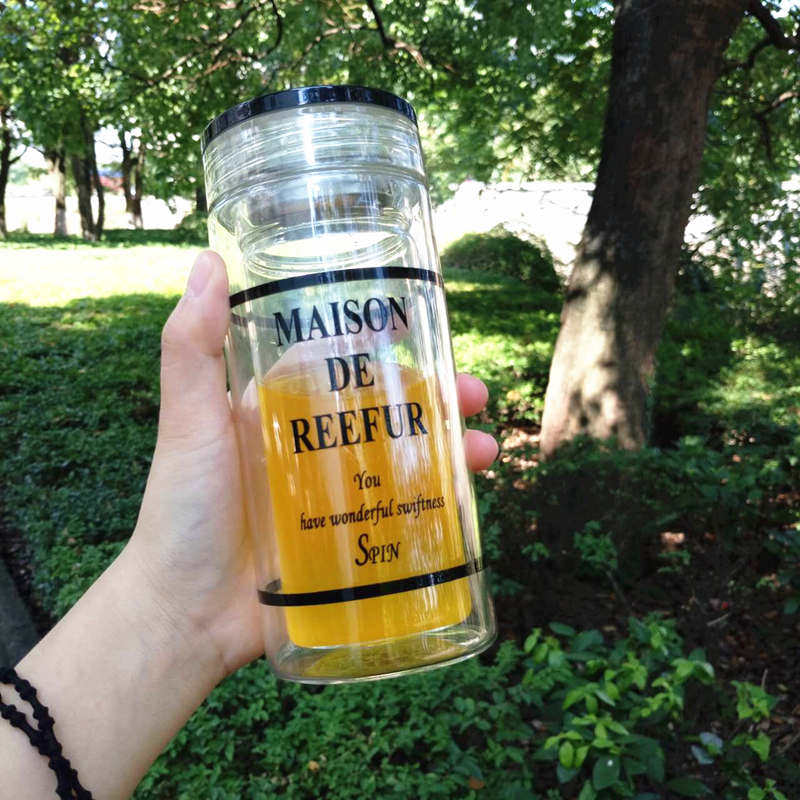 MAISON
DE
REEFUR
You
have wonderful swiftness
SPIN